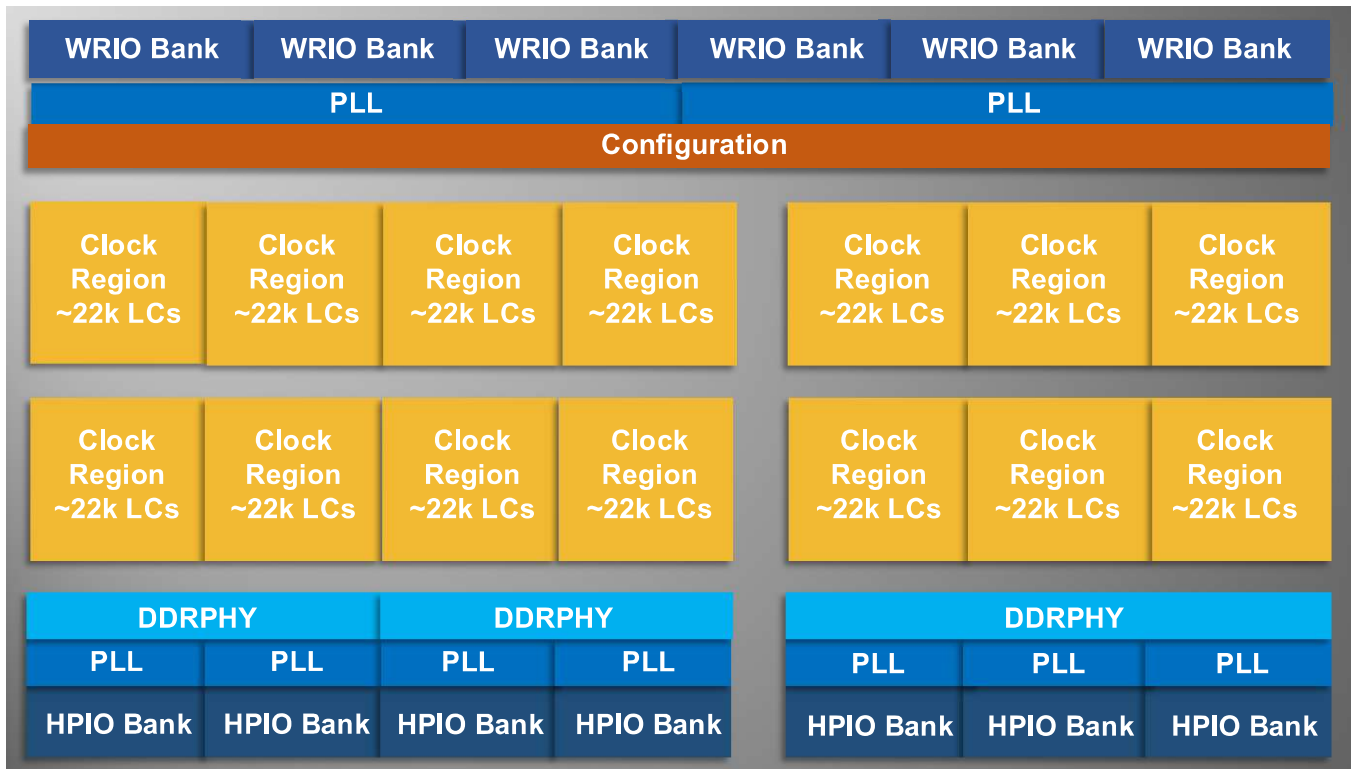 WRIO Bank WRIO Bank WRIO Bank WRIO Bank WRIO Bank WRIO Bank
PLL PLL
Configuration
Clock Clock Clock Clock Clock Clock Clock
Region Region Region Region Region Region Region
~22k LCs ~22k LCs ~22k LCs ~22k LCs ~22k LCs ~22k LCs ~22k LCs
Clock Clock Clock Clock Clock Clock Clock
Region Region Region Region Region Region Region
~22k LCs ~22k LCs ~22k LCs ~22k LCs ~22k LCs ~22k LCs ~22k LCs
DDRPHY DDRPHY DDRPHY
PLL PLL PLL PLL PLL PLL PLL
HPIO Bank HPIO Bank HPIO Bank HPIO Bank HPIO Bank HPIO Bank HPIO Bank